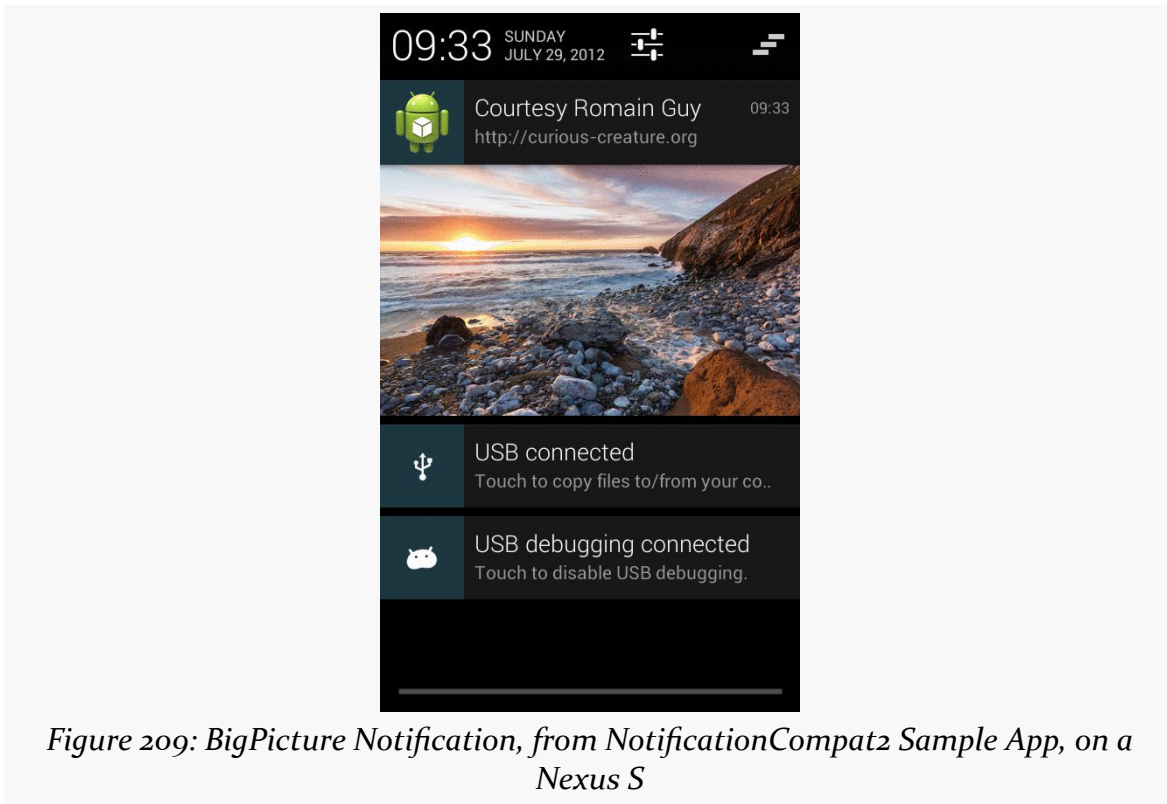 09:33 SUNDAY
JULY 29, 2012
Courtesy Romain Guy 09:33
http://curious-creature.org
USB connected
Touch to copy files to/from your co..
USB debugging connected
Touch to disable USB debugging.
Figure 209: BigPicture Notification, from NotificationCompat2 Sample App, on a
Nexus S